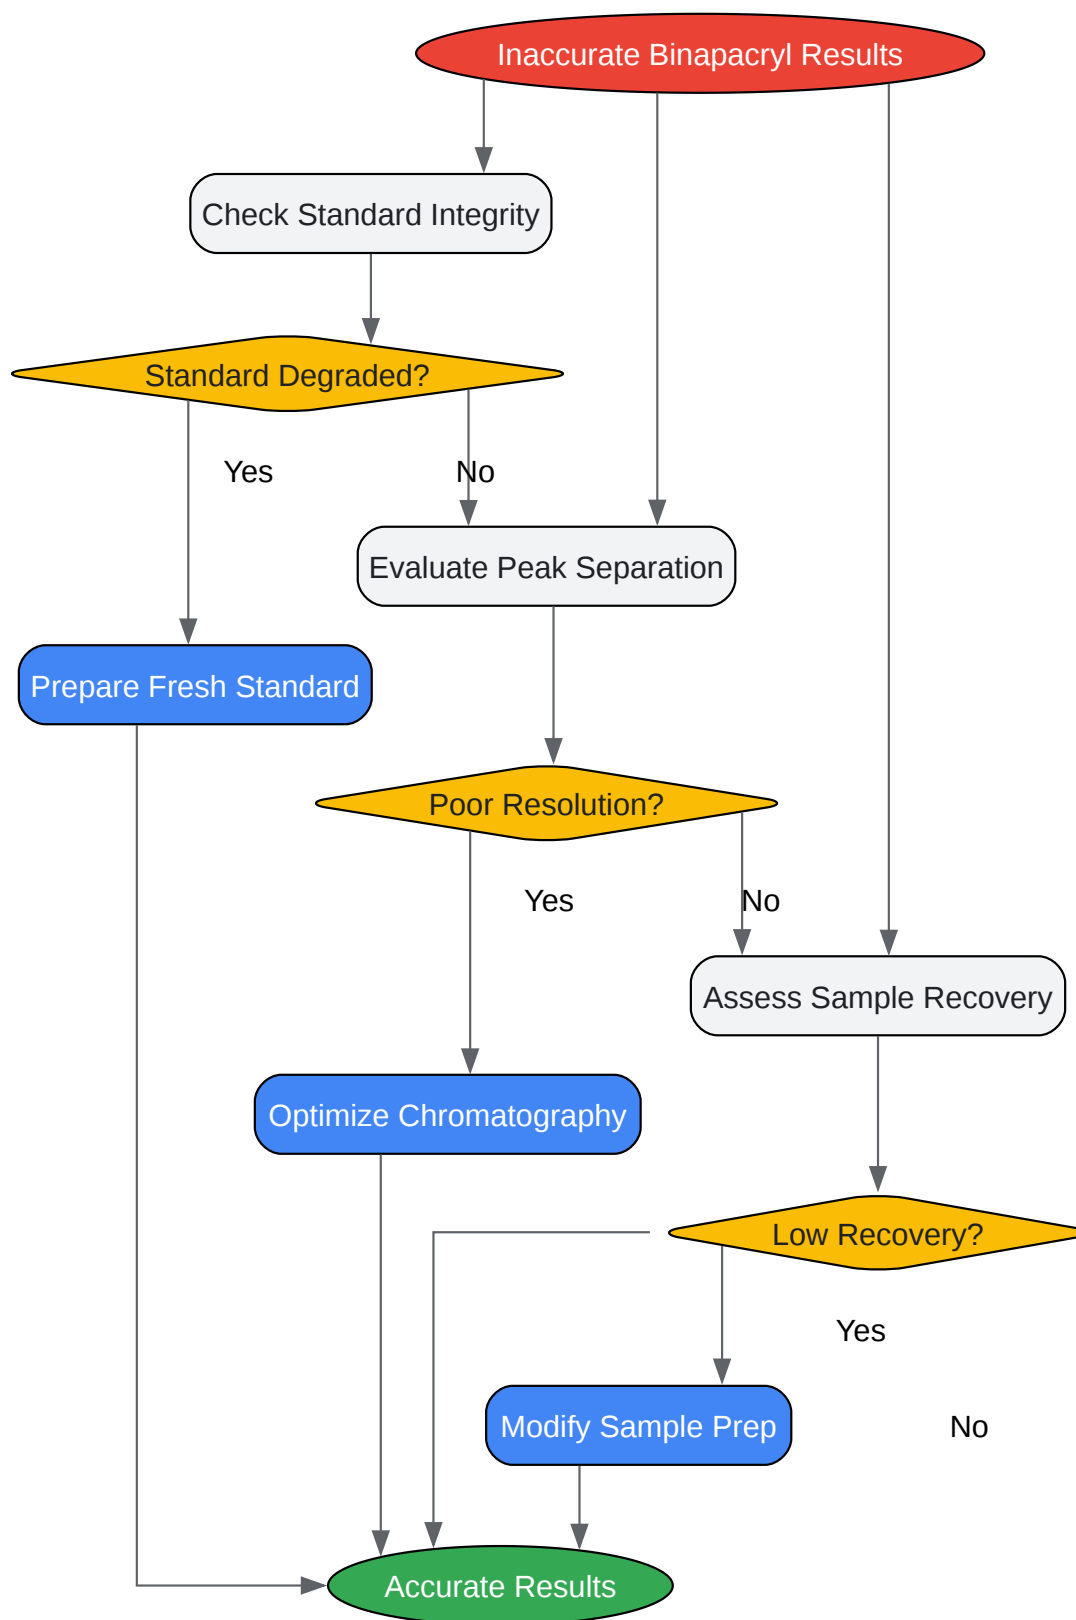 Inaccurate Binapacryl Results
Check Standard Integrity
Standard Degraded?
Yes
No
Evaluate Peak Separation
Prepare Fresh Standard
Poor Resolution?
Yes
No
Assess Sample Recovery
Optimize Chromatography
Low Recovery?
Yes
Modify Sample Prep
No
Accurate Results